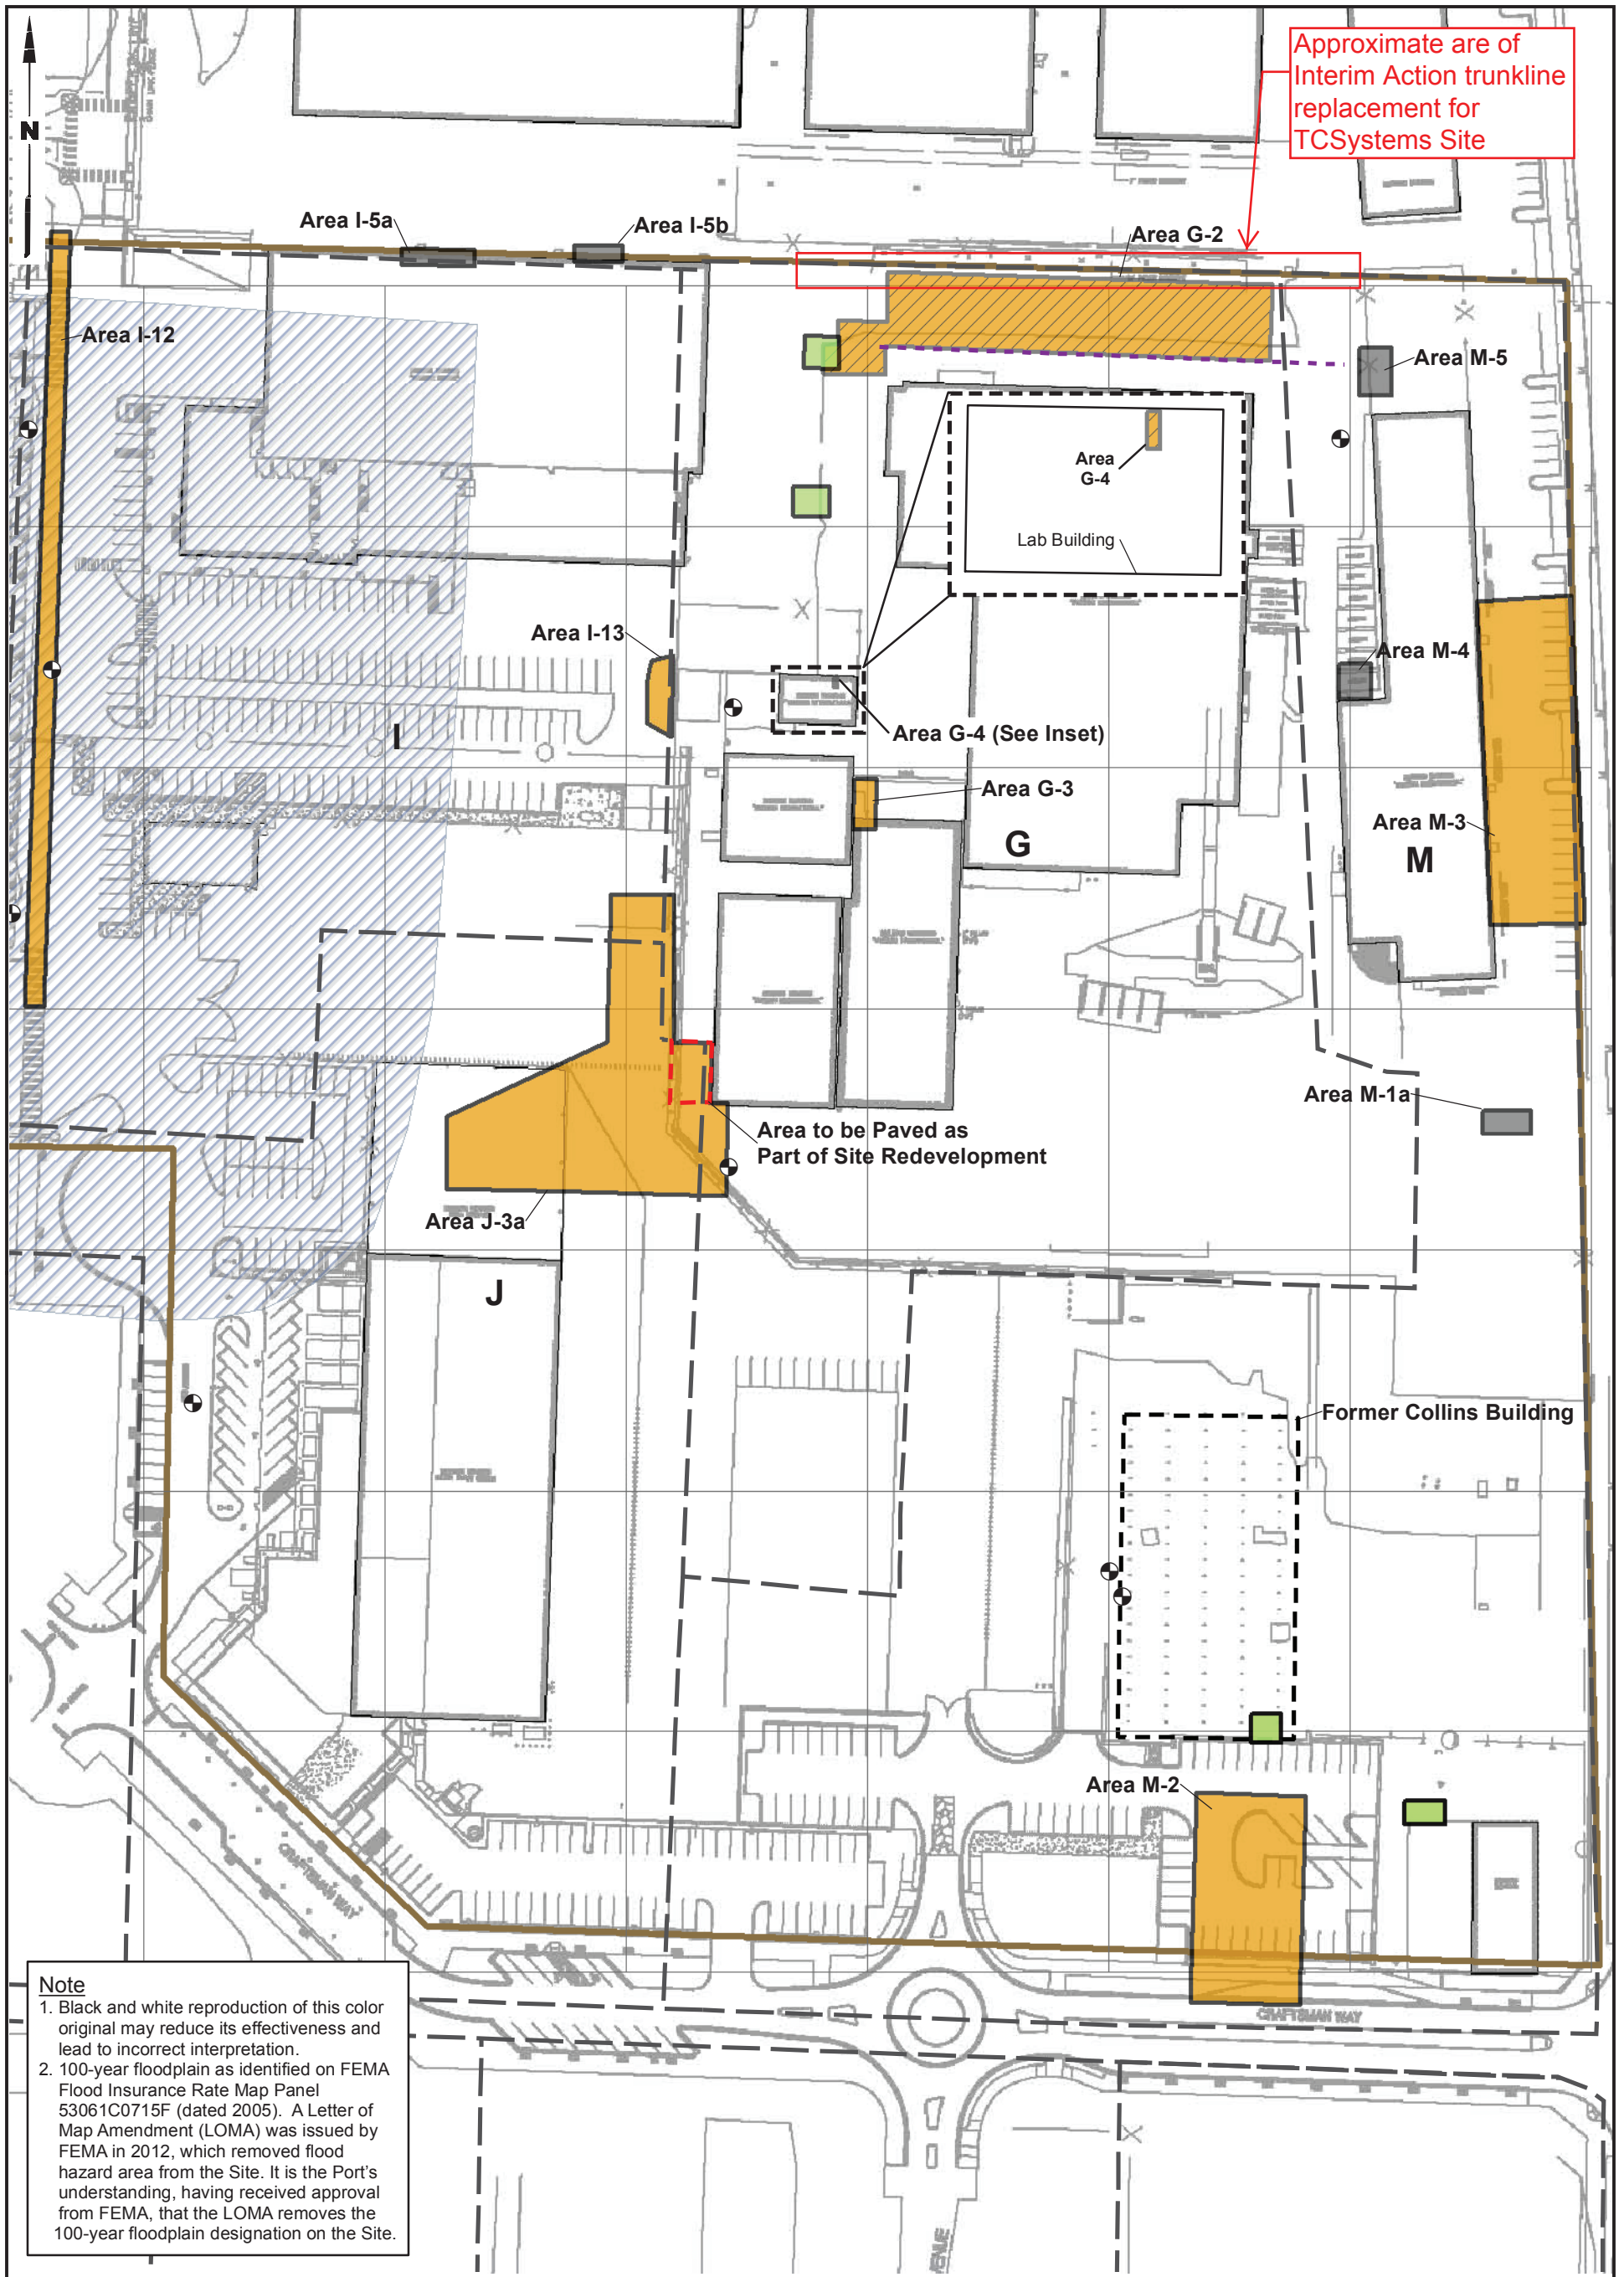 Approximate are of
Interim Action trunkline
replacement for
TCSystems Site
N
Area I-5a
Area I-5b
Area G-2
Area I-12
Area M-5
Area
G-4
Lab Building
Area I-13
Area M-4
Area G-4 (See Inset)
I
Area G-3
Area M-3
G
M
Area M-1a
Area to be Paved as
Part of Site Redevelopment
Area J-3a
J
Former Collins Building
Area M-2
CRAFTSMAN WAY
CRAFTSMAN WAY
Note
1. Black and white reproduction of this color
original may reduce its effectiveness and
lead to incorrect interpretation.
2. 100-year floodplain as identified on FEMA
Flood Insurance Rate Map Panel
53061C0715F (dated 2005). A Letter of
Map Amendment (LOMA) was issued by
FEMA in 2012, which removed flood
hazard area from the Site. It is the Port's
understanding, having received approval
from FEMA, that the LOMA removes the
100-year floodplain designation on the Site.